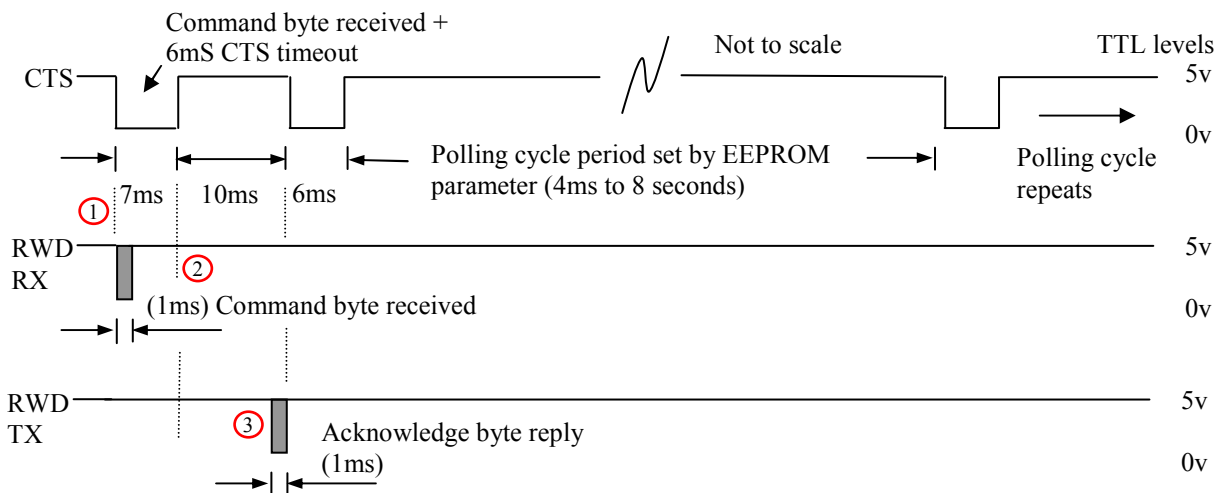 Command byte received +
6mS CTS timeout
Not to scale
TTL levels
CTS
5v
0v
Polling cycle period set by EEPROM
parameter (4ms to 8 seconds)
Polling cycle
repeats
7ms
10ms
6ms
1
RWD
RX
2
5v
(1ms) Command byte received
0v
RWD
TX
3
5v
Acknowledge byte reply
(1ms)
0v